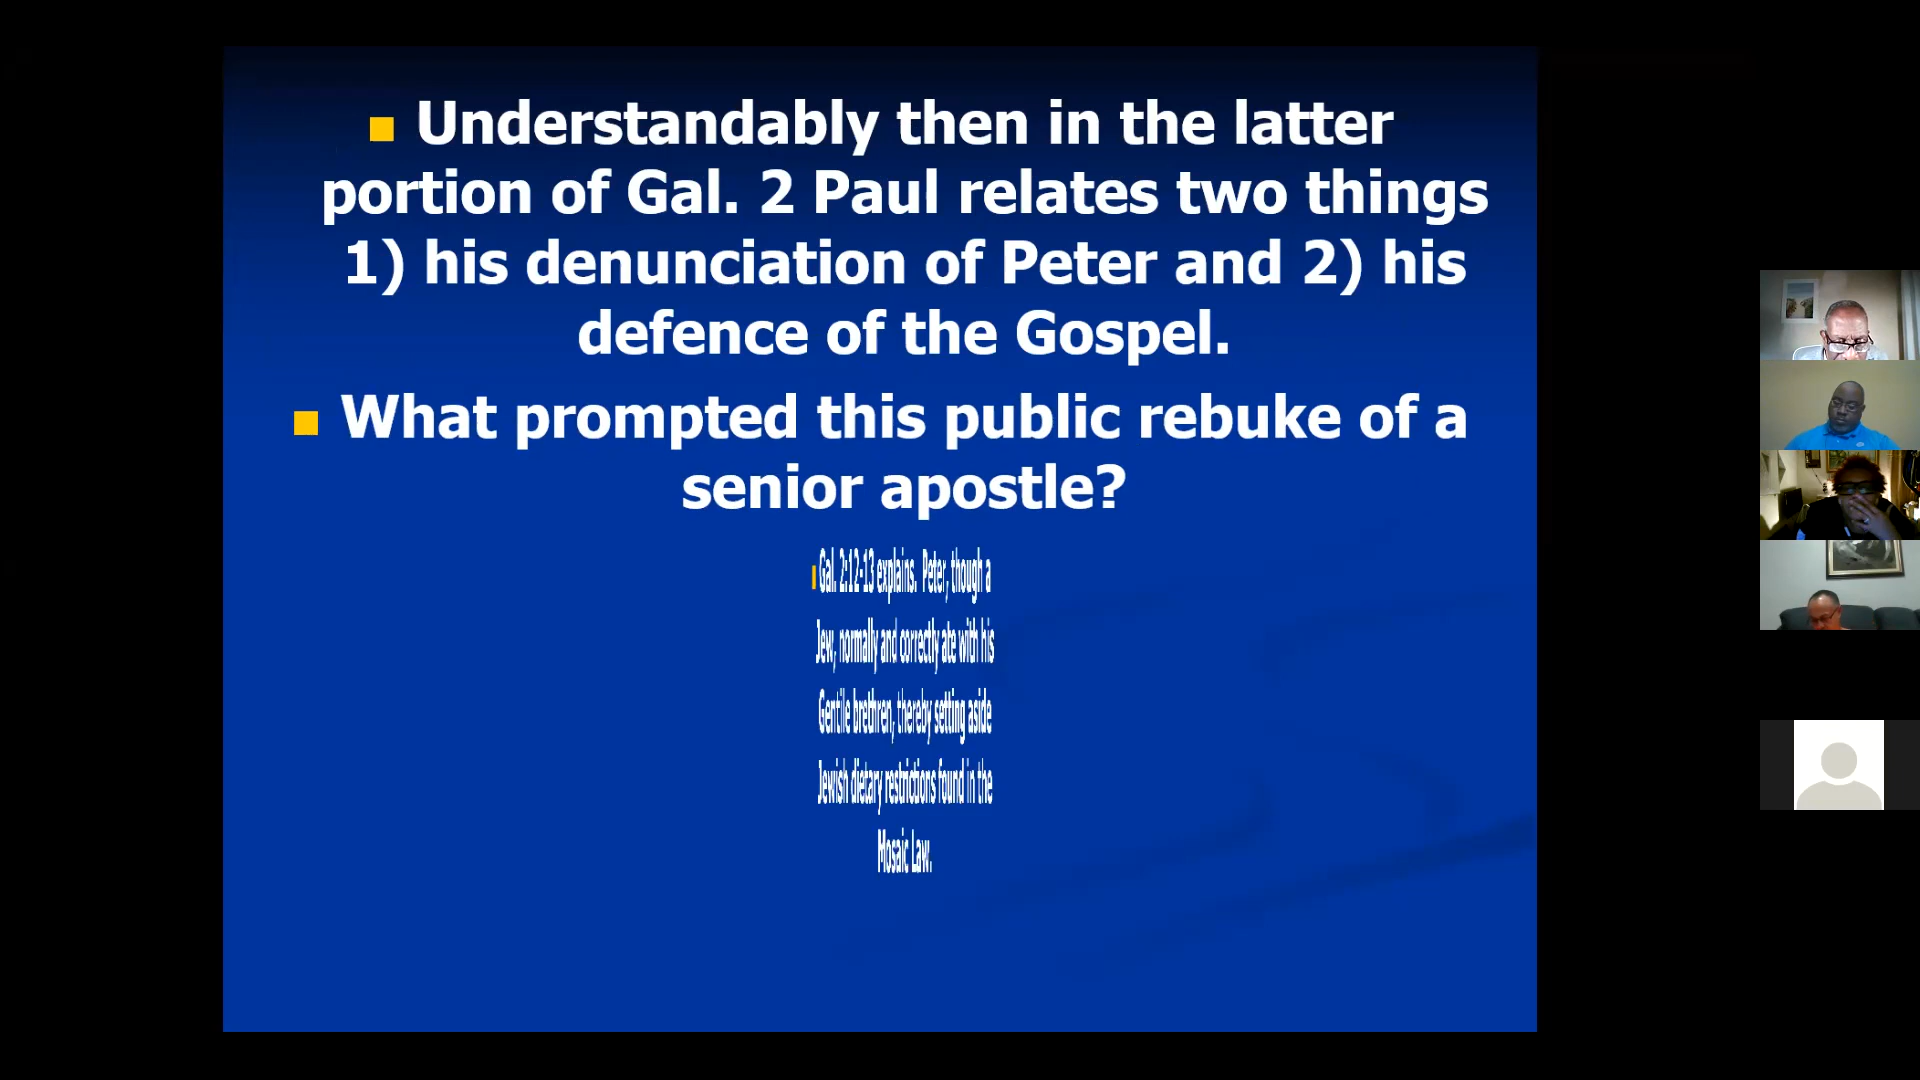 Understandably then in the latter
portion of Gal. 2 Paul relates two things
1) his denunciation of Peter and 2) his
defence of the Gospel.
What prompted this public rebuke of a
senior apostle?
Gal. 2:12-13 explains. Peter, though a
Jew, normally and correctly ate with his
Gentile brethren, thereby setting aside
Jewish dietary restrictions found in the
Mosaic Law.